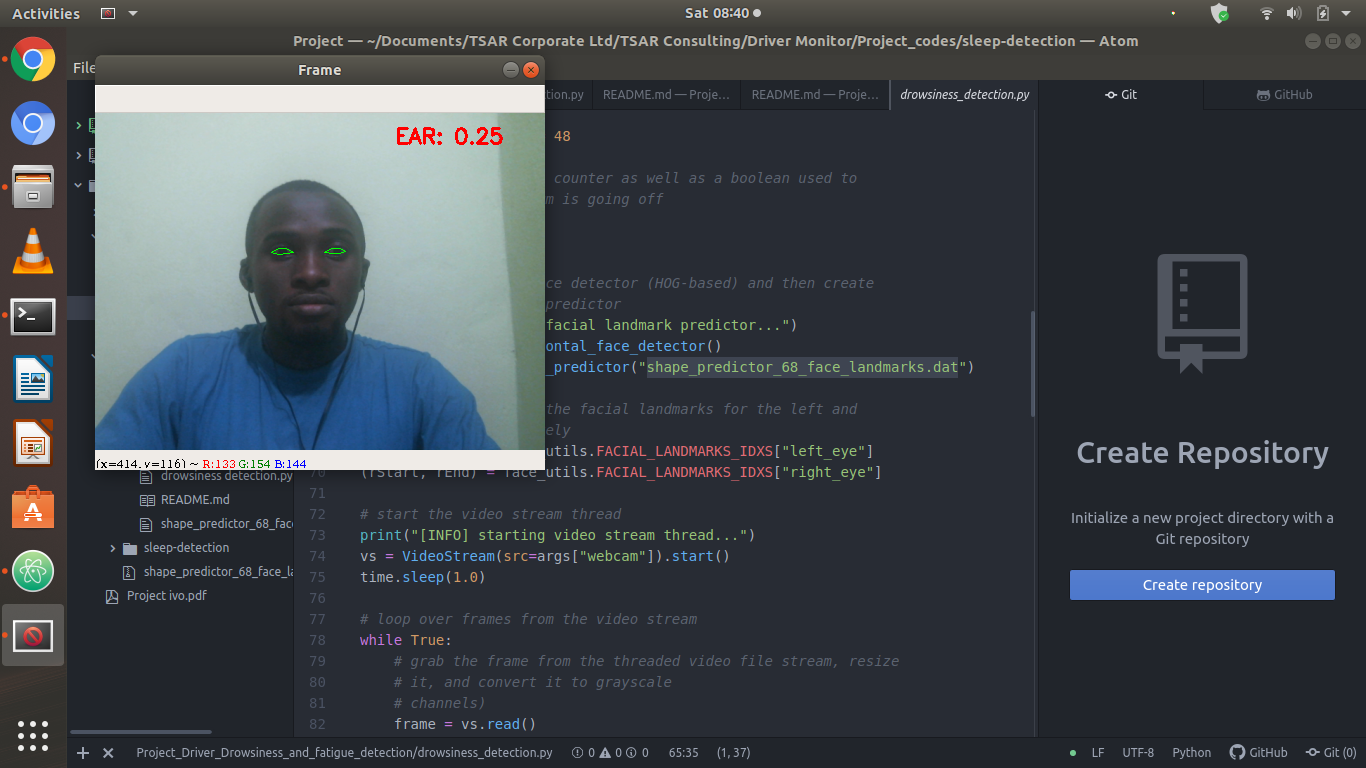 Activities
Sat 08:40
Project — ~/Documents/TSAR Corporate Ltd/TSAR Consulting/Driver Monitor/Project_codes/sleep-detection — Atom
File
Frame
EAR: 0.25
(x=414, y=116) ~ R:133 G:154 B:144
tion.py
README.md — Proje...
README.md — Proje...
drowsiness_detection.py
Git
GitHub
48
counter as well as a boolean used to
m is going off
ce detector (HOG-based) and then create
predictor
facial landmark predictor...")
ontal_face_detector()
_predictor("shape_predictor_68_face_landmarks.dat")
the facial landmarks for the left and
ely
utils.FACIAL_LANDMARKS_IDXS["left_eye"]
70 (rStart, rEnd) = face_utils.FACIAL_LANDMARKS_IDXS["right_eye"]
71
72 # start the video stream thread
73 print("[INFO] starting video stream thread...")
74 vs = VideoStream(src=args["webcam"]).start()
75 time.sleep(1.0)
76
77 # loop over frames from the video stream
78 while True:
79 # grab the frame from the threaded video file stream, resize
80 # it, and convert it to grayscale
81 # channels)
82 frame = vs.read()
drowsiness detection.py
README.md
shape_predictor_68_face
sleep-detection
shape_predictor_68_face_la
Project ivo.pdf
Create Repository
Initialize a new project directory with a
Git repository
Create repository
Project_Driver_Drowsiness_and_fatigue_detection/drowsiness_detection.py
0 0 0
65:35
(1, 37)
LF
UTF-8
Python
GitHub
Git (0)